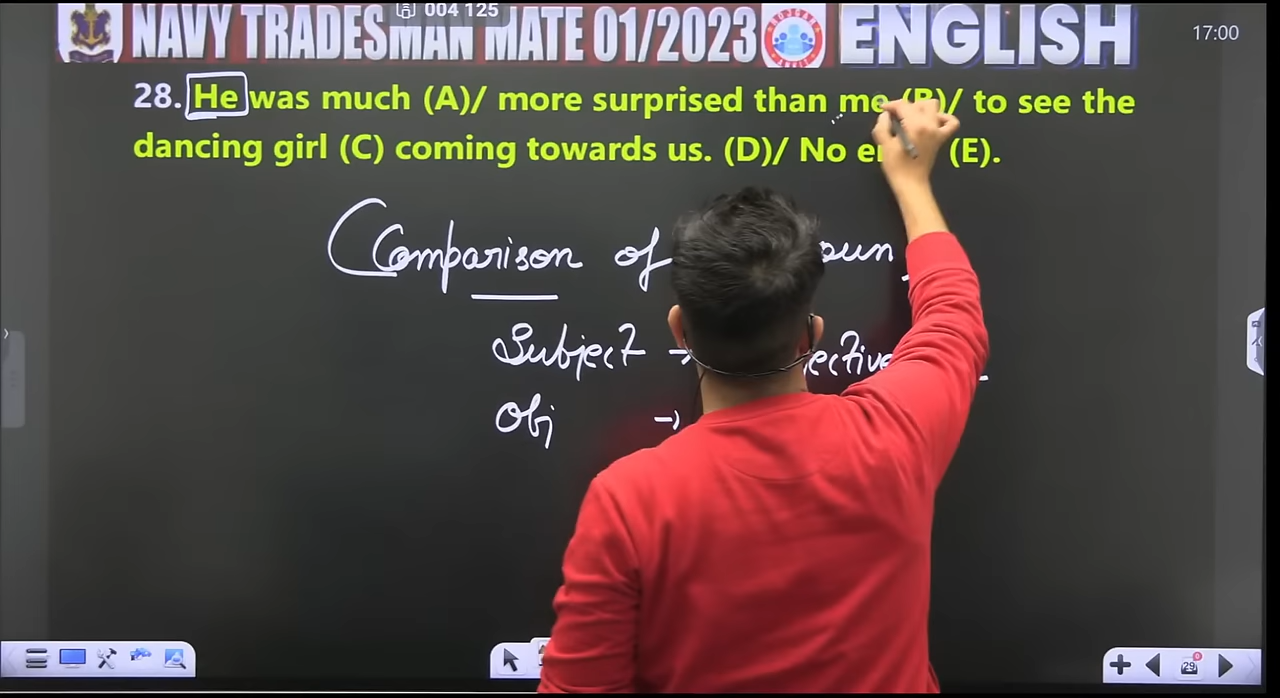 004 125
NAVY TRADESMAN MATE 01/2023 ENGLISH
17:00
28. He was much (A)/ more surprised than me (B)/ to see the
dancing girl (C) coming towards us. (D)/ No (E).
Comparison of
Subject →
Obj →
29